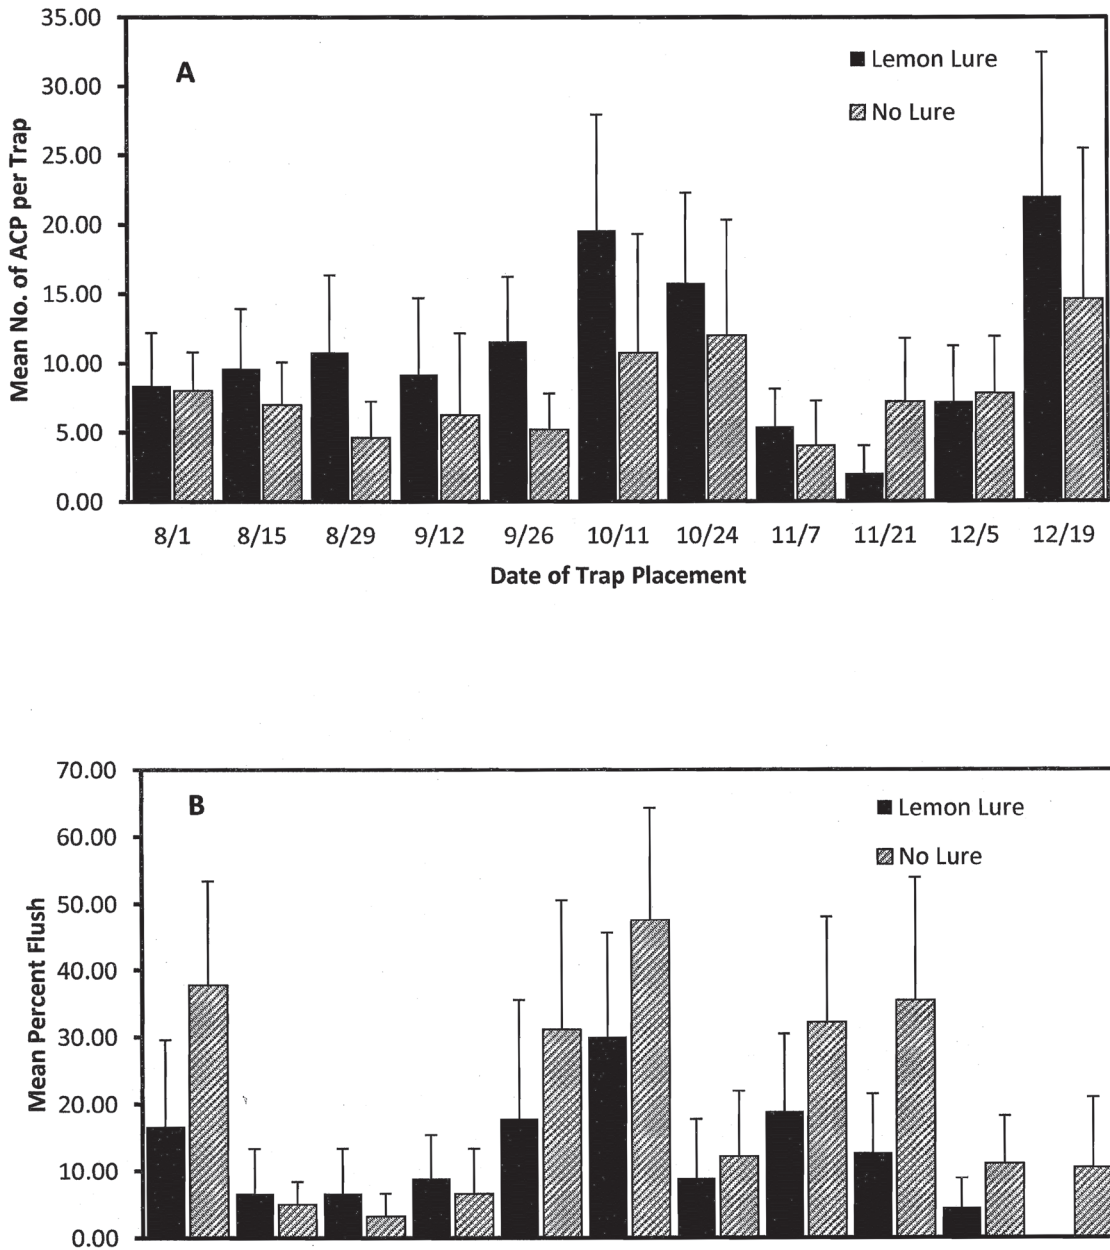 35.00
30.00
25.00
20.00
15.00
10.00
5.00
0.00
Mean No. of ACP per Trap
A
Lemon Lure
No Lure
8/1 8/15 8/29 9/12 9/26 10/11 10/24 11/7 11/21 12/5 12/19
Date of Trap Placement
70.00
60.00
50.00
40.00
30.00
20.00
10.00
0.00
Mean Percent Flush
B
Lemon Lure
No Lure